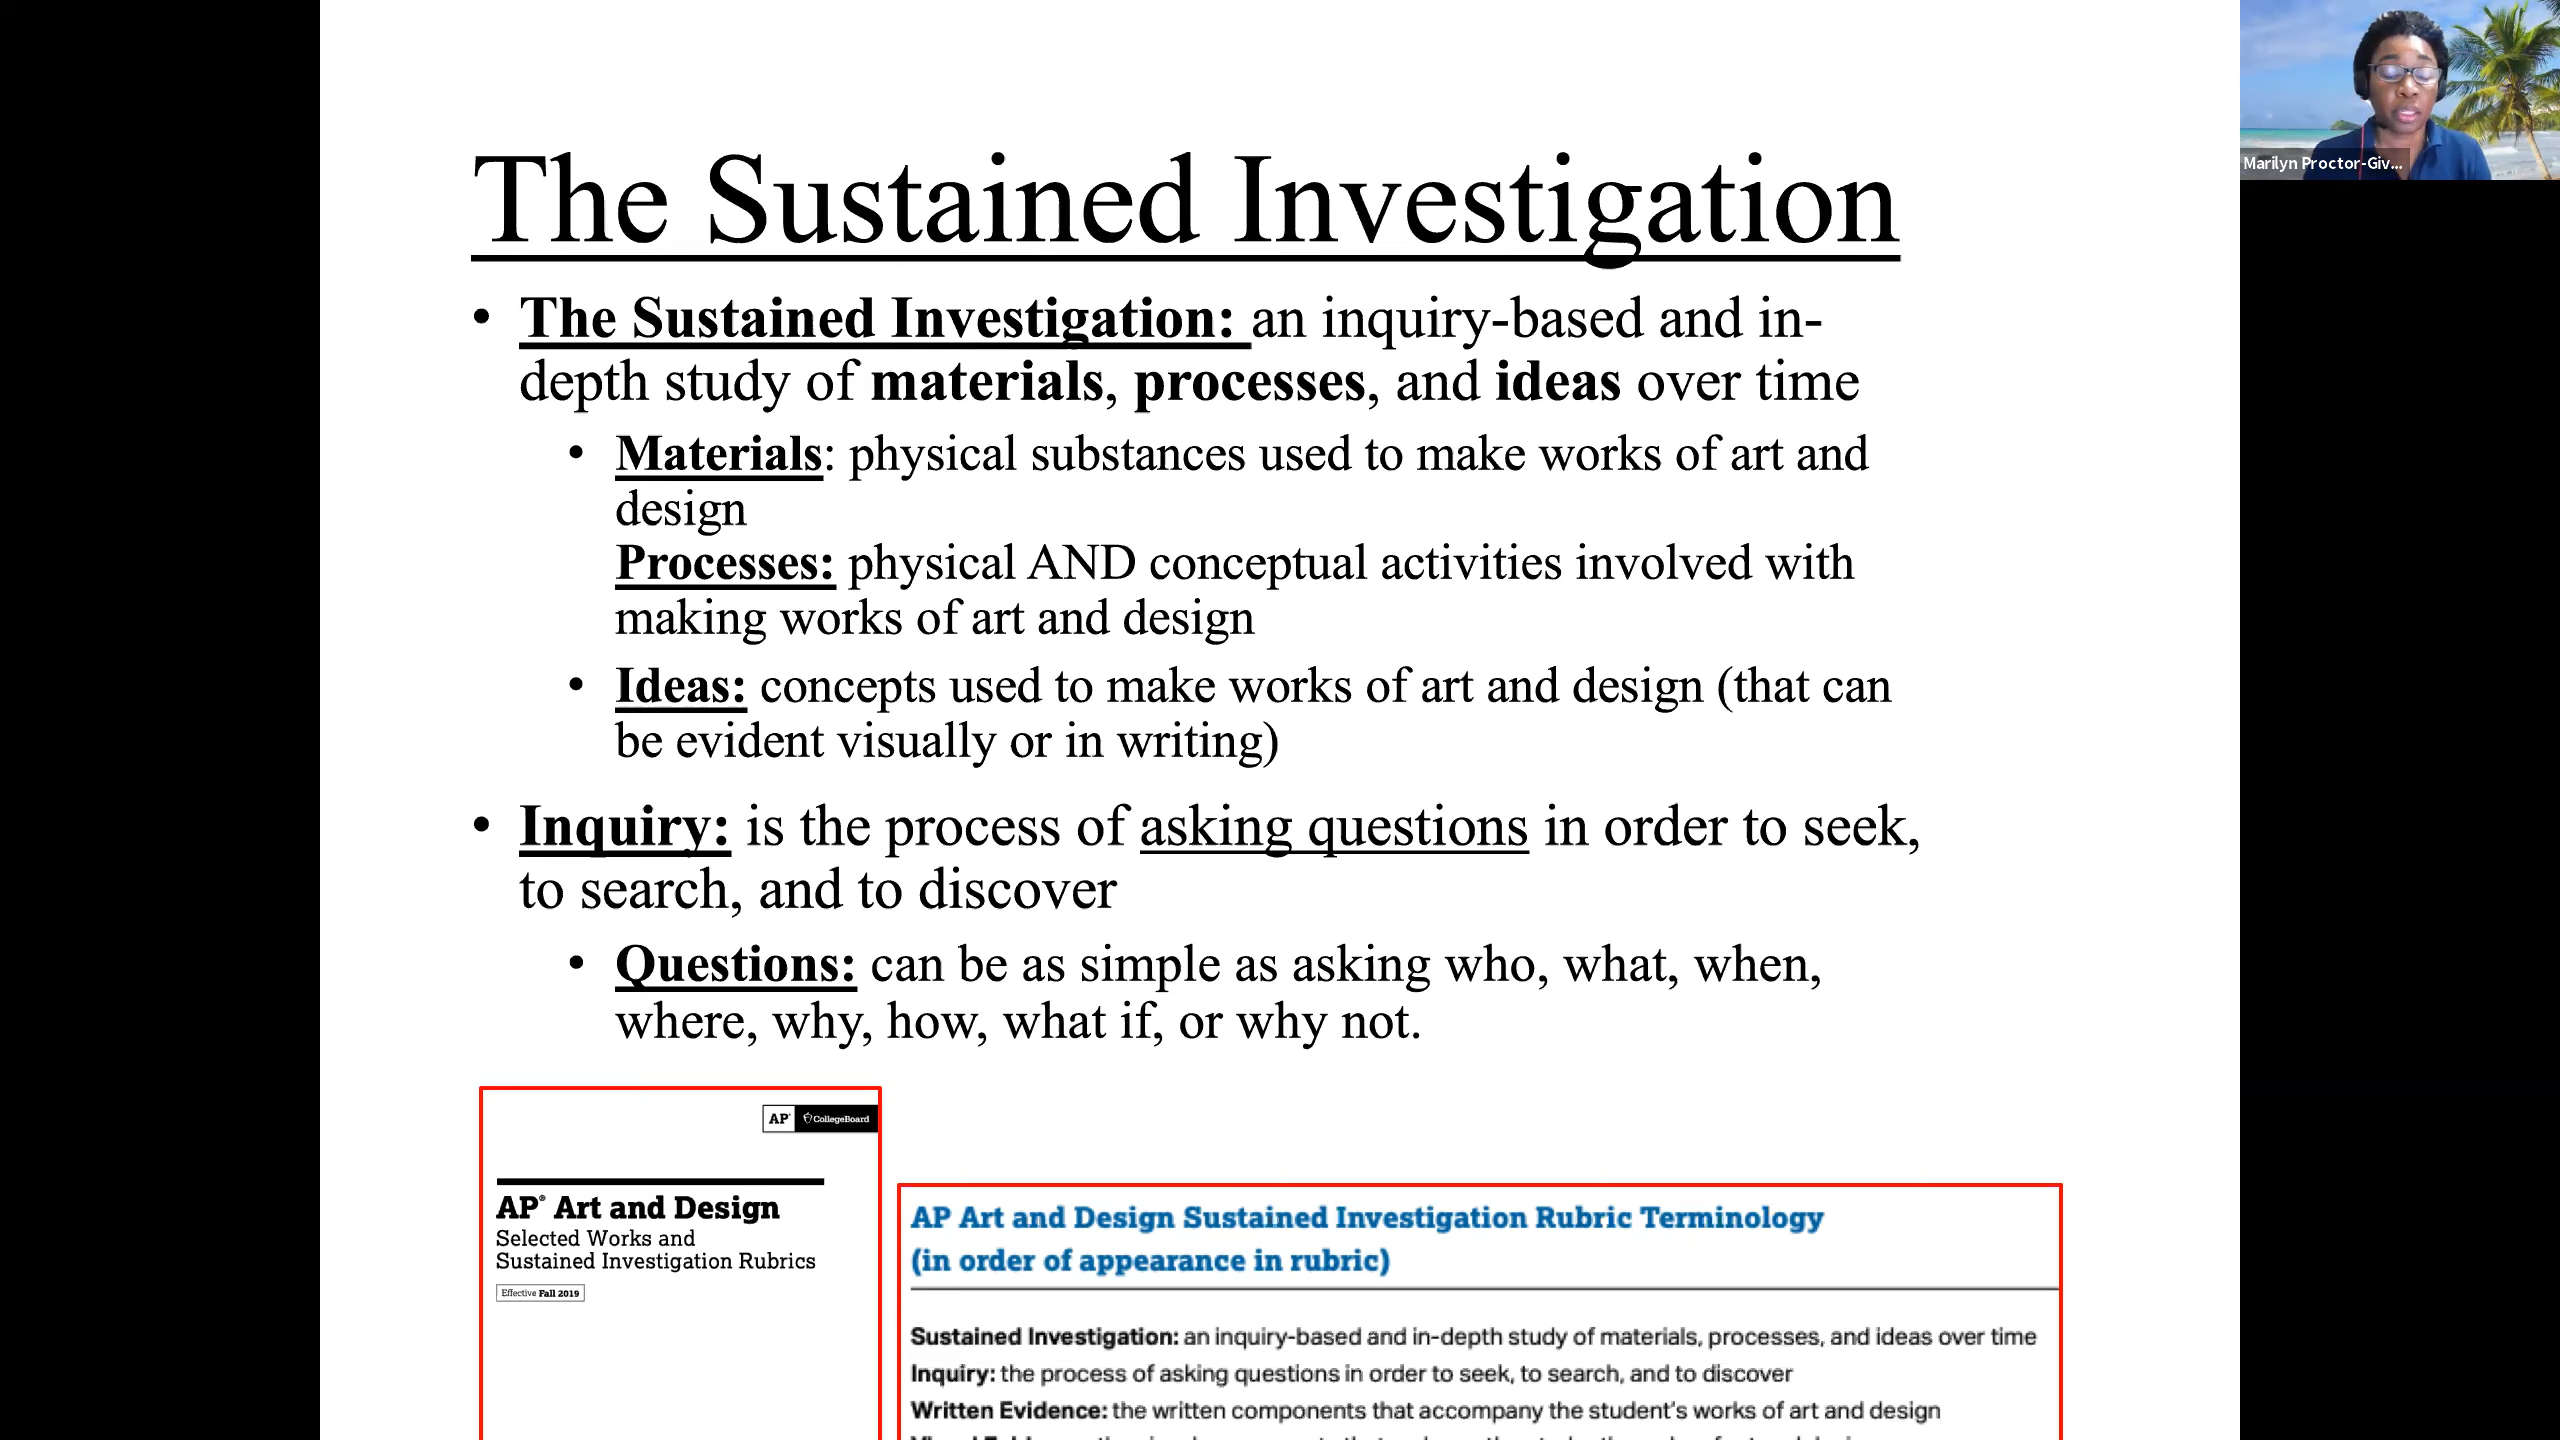 Marilyn Proctor-Giv...
The Sustained Investigation
• The Sustained Investigation: an inquiry-based and in-
depth study of materials, processes, and ideas over time
• Materials: physical substances used to make works of art and
design
Processes: physical AND conceptual activities involved with
making works of art and design
• Ideas: concepts used to make works of art and design (that can
be evident visually or in writing)
• Inquiry: is the process of asking questions in order to seek,
to search, and to discover
• Questions: can be as simple as asking who, what, when,
where, why, how, what if, or why not.
AP® CollegeBoard
AP® Art and Design
Selected Works and
Sustained Investigation Rubrics
Effective Fall 2019
AP Art and Design Sustained Investigation Rubric Terminology
(in order of appearance in rubric)
Sustained Investigation: an inquiry-based and in-depth study of materials, processes, and ideas over time
Inquiry: the process of asking questions in order to seek, to search, and to discover
Written Evidence: the written components that accompany the student's works of art and design